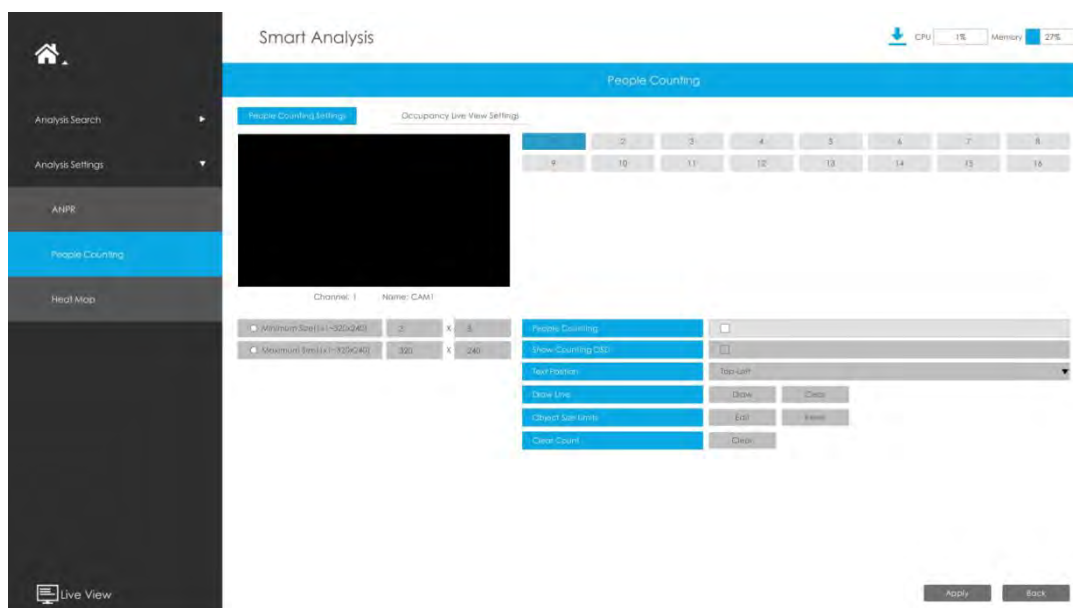 Smart Analysis
CPU 1% Memory 27%
People Counting
Analysis Search
Analysis Settings
ANPR
People Counting
Heat Map
Live View
People Counting Settings Occupancy Live View Settings
2 3 4 5 6 7 8
9 10 11 12 13 14 15 16
Channel: 1 Name: CAM1
Minimum Size(1x1~320x240) X
Maximum Size(1x1~320x240) 320 X 240
People Counting
Show Counting OSD
Text Position Top-Left
Draw Line Draw Clear
Object Size Limits Edit
Clear Count Clear
Apply Back